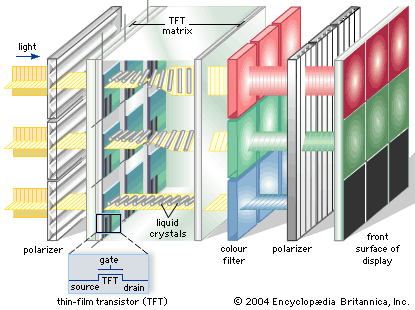 TFT
matrix
light
polarizer
liquid
crystals
colour
filter
polarizer
front
surface of
display
gate
TFT
source
drain
thin-film transistor (TFT)
© 2004 Encyclopædia Britannica, Inc.